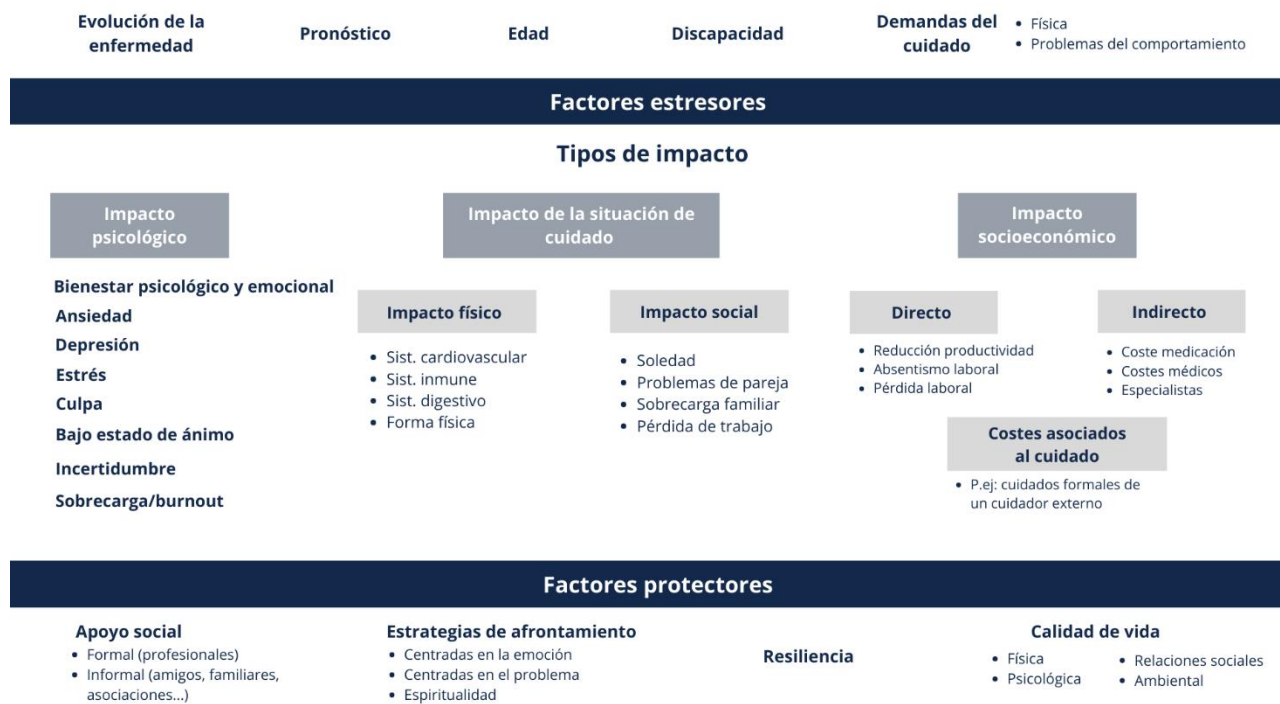 Evolución de la
enfermedad
Pronóstico
Edad
Discapacidad
Demandas del
cuidado
• Física
• Problemas del comportamiento
Factores estresores
Tipos de impacto
Impacto
psicológico
Bienestar psicológico y emocional
Ansiedad
Depresión
Estrés
Culpa
Bajo estado de ánimo
Incertidumbre
Sobrecarga/burnout
Impacto de la situación de
cuidado
Impacto físico
• Sist. cardiovascular
• Sist. inmune
• Sist. digestivo
• Forma física
Impacto social
• Soledad
• Problemas de pareja
• Sobrecarga familiar
• Pérdida de trabajo
Impacto
socioeconómico
Directo
• Reducción productividad
• Absentismo laboral
• Pérdida laboral
Indirecto
• Coste medicación
• Costes médicos
• Especialistas
Costes asociados
al cuidado
• P.ej: cuidados formales de
un cuidador externo
Factores protectores
Apoyo social
• Formal (profesionales)
• Informal (amigos, familiares,
asociaciones...)
Estrategias de afrontamiento
• Centradas en la emoción
• Centradas en el problema
• Espiritualidad
Resiliencia
Calidad de vida
• Física
• Psicológica
• Relaciones sociales
• Ambiental